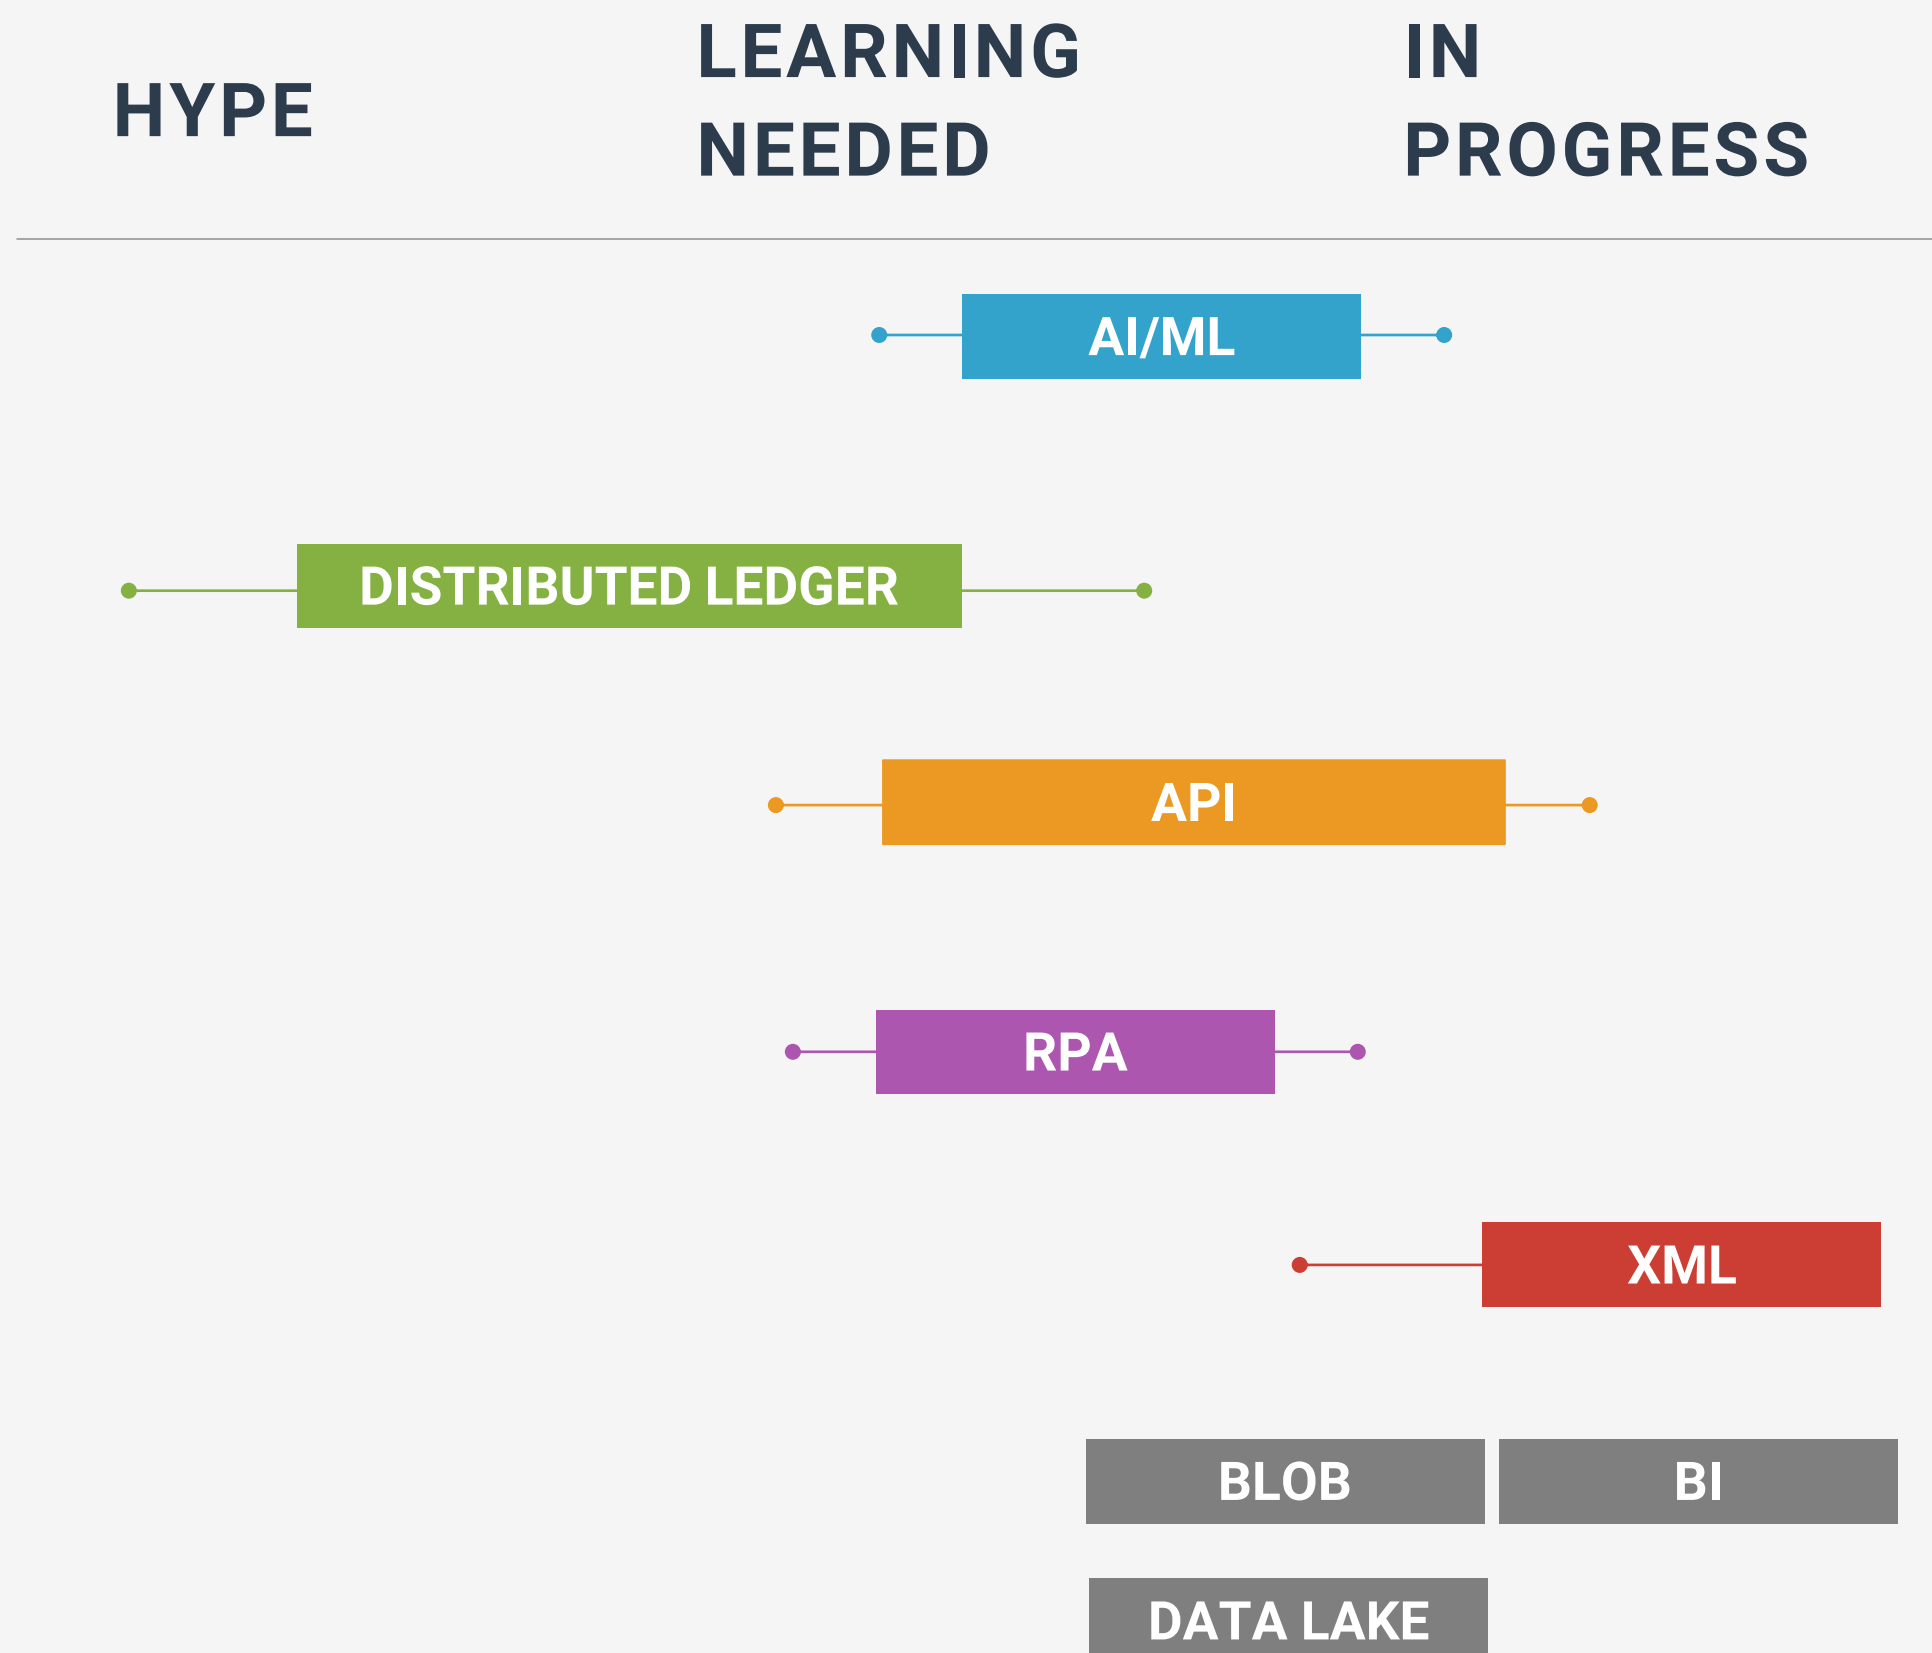 HYPE
LEARNING
NEEDED
IN
PROGRESS
AI/ML
DISTRIBUTED LEDGER
API
RPA
XML
BLOB
BI
DATA LAKE